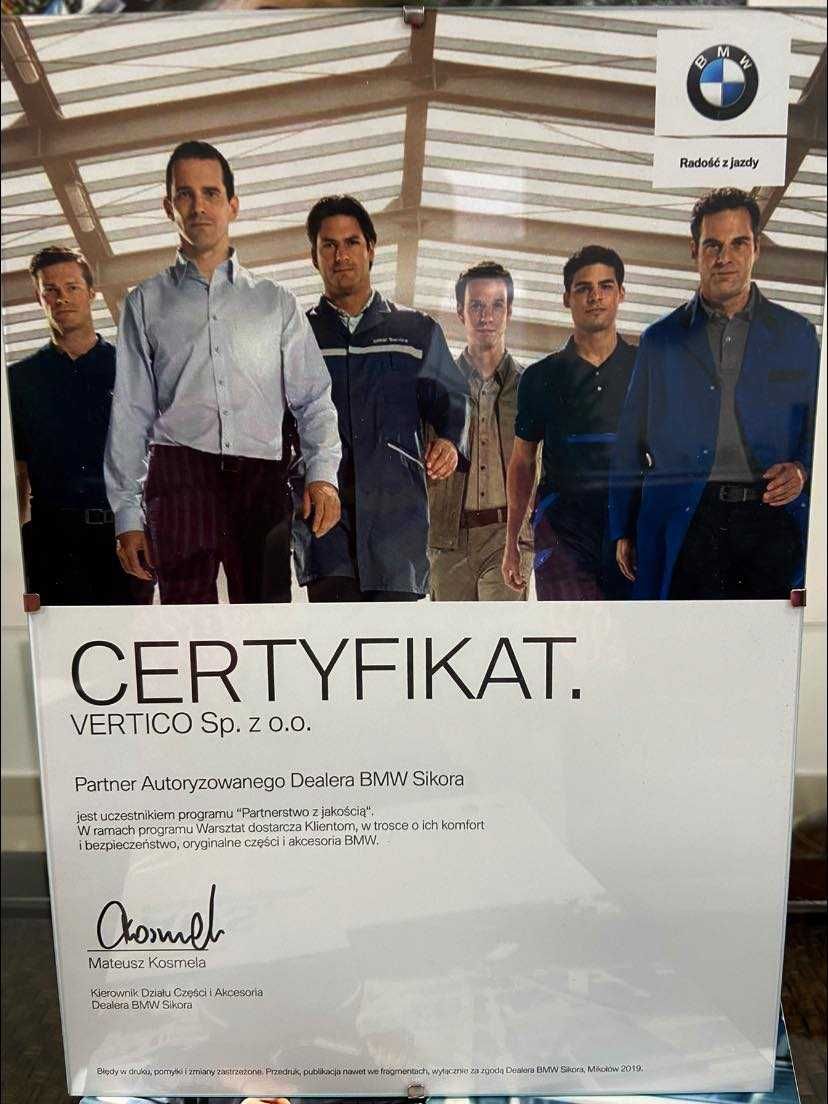 BMW
Radość z jazdy
CERTYFIKAT.
VERTICO Sp. z o.o.
Partner Autoryzowanego Dealera BMW Sikora
jest uczestnikiem programu "Partnerstwo z jakością".
W ramach programu Warsztat dostarcza Klientom, w trosce o ich komfort
i bezpieczeństwo, oryginalne części i akcesoria BMW.
Kosmela
Mateusz Kosmela
Kierownik Działu Części i Akcesoria
Dealera BMW Sikora
Błędy w druku, pomyłki i zmiany zastrzeżone. Przedruk, publikacja nawet we fragmentach, wyłącznie za zgodą Dealera BMW Sikora, Mikołów 2019.